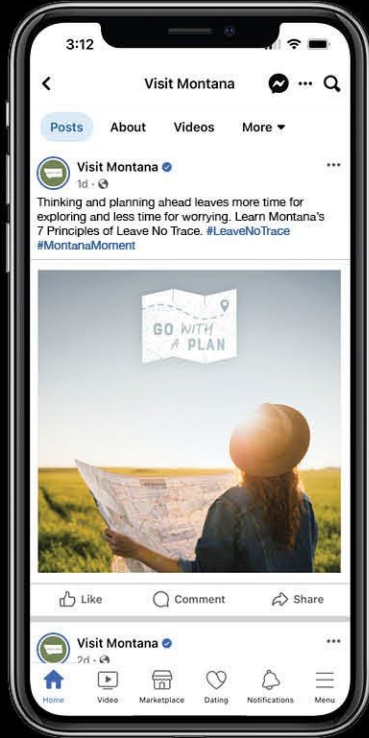 3:12
Visit Montana
Posts About Videos More
Visit Montana
1d
Thinking and planning ahead leaves more time for
exploring and less time for worrying. Learn Montana's
7 Principles of Leave No Trace. #LeaveNoTrace
#MontanaMoment
GO WITH
A PLAN
Like Comment Share
Visit Montana
2d
Home Video Marketplace Dating Notifications Menu